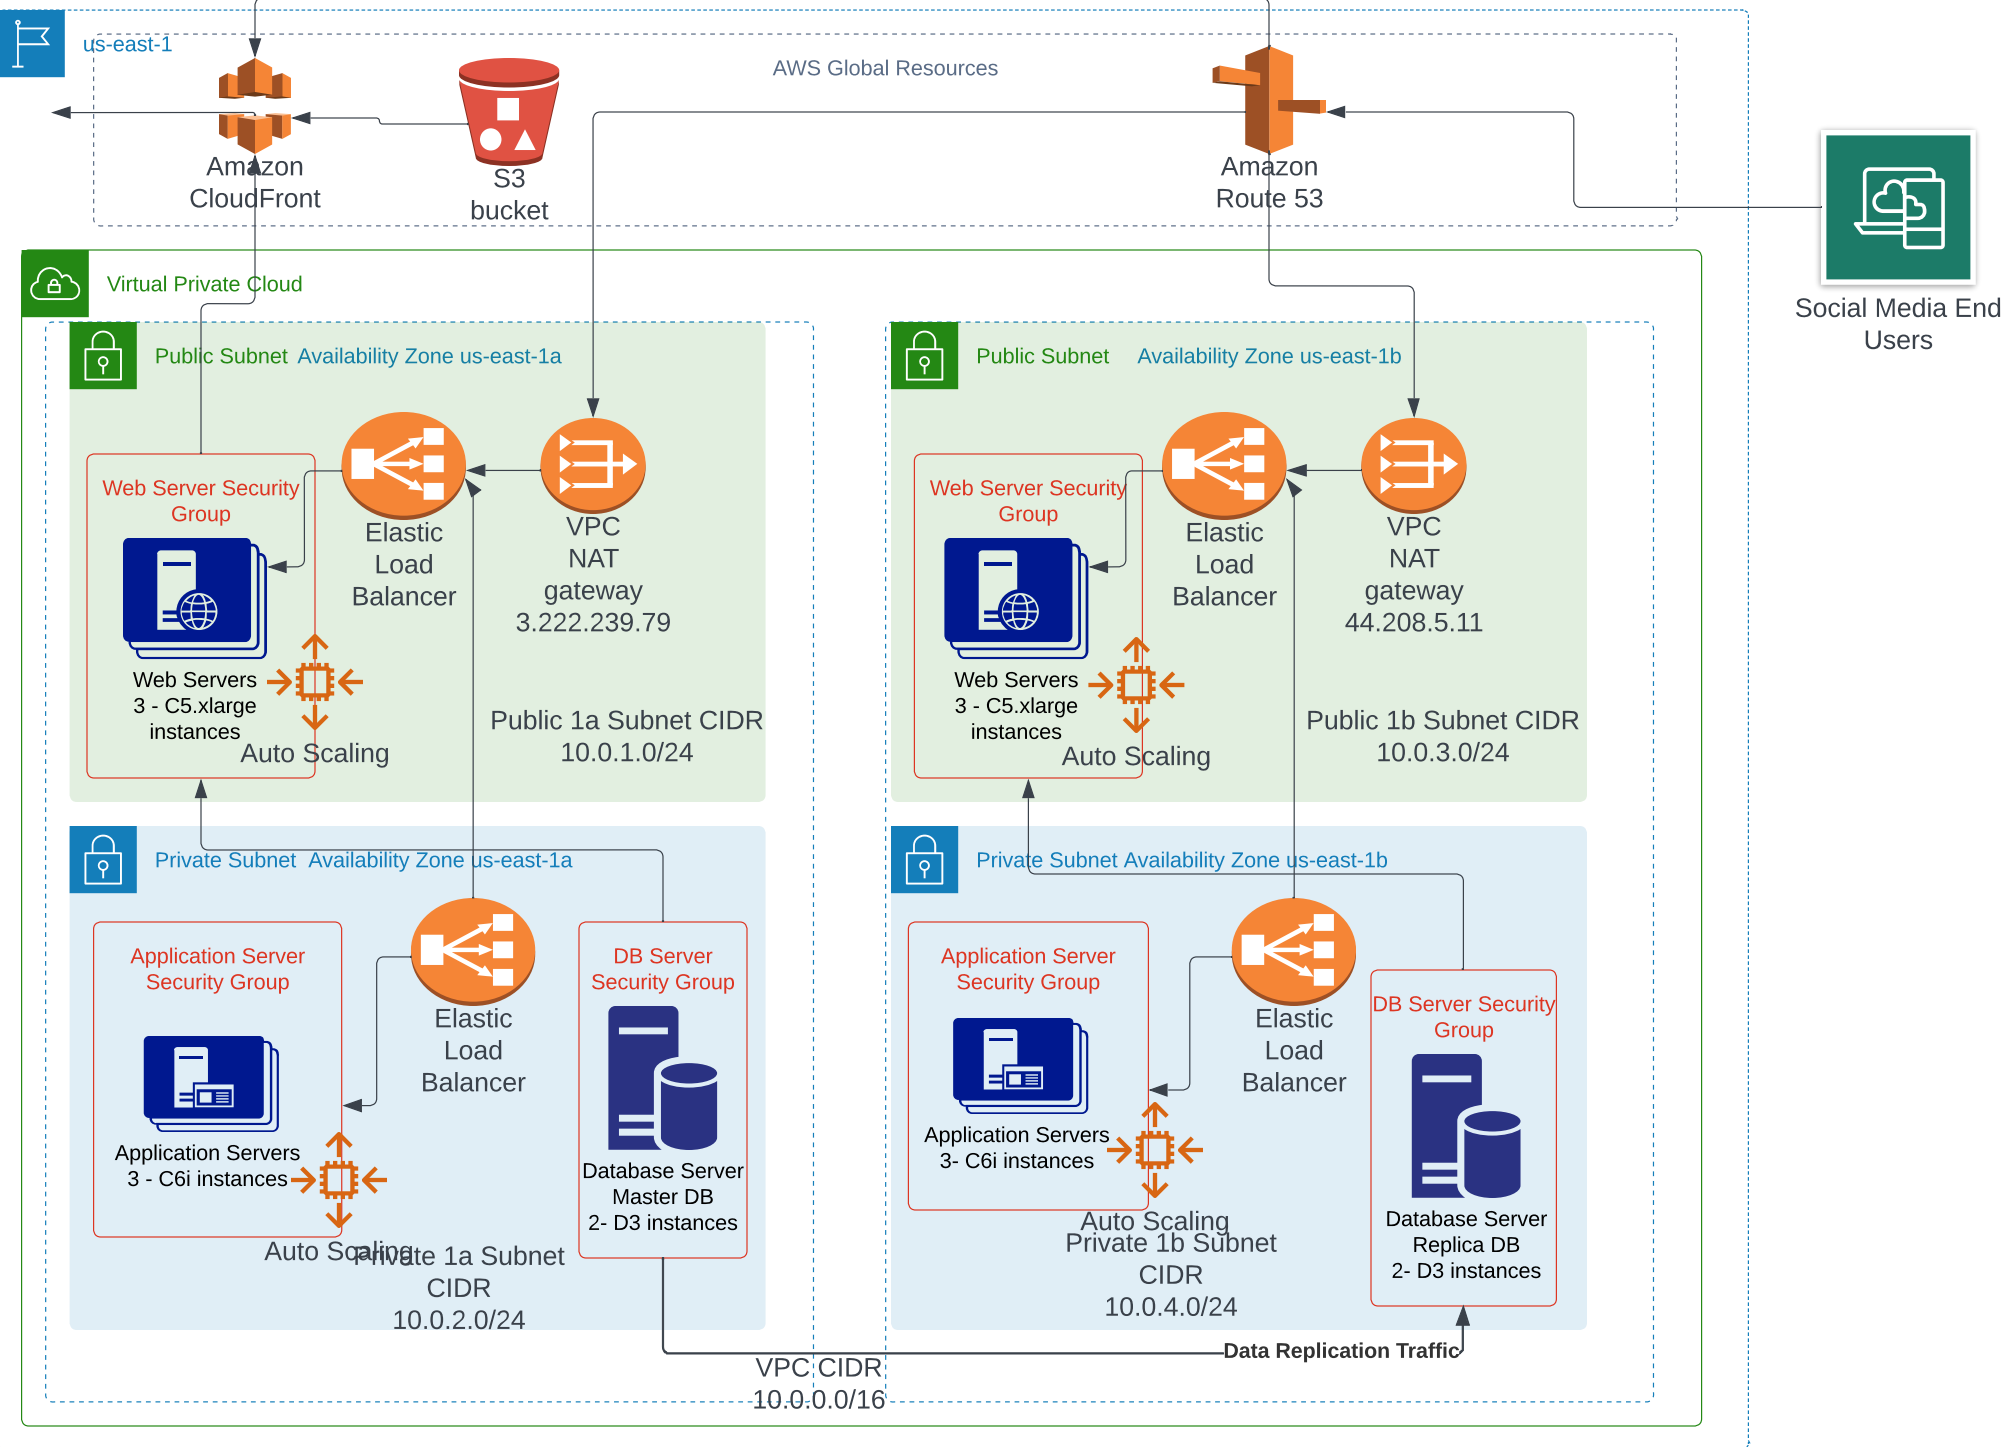 us-east-1
AWS Global Resources
Amazon
CloudFront
S3
bucket
Amazon
Route 53
Social Media End
Users
Virtual Private Cloud
Public Subnet
Availability Zone us-east-1a
Web Server Security
Group
Elastic
Load
Balancer
VPC
NAT
gateway
3.222.239.79
Web Servers
3 - C5.xlarge
instances
Auto Scaling
Public 1a Subnet CIDR
10.0.1.0/24
Public Subnet
Availability Zone us-east-1b
Web Server Security
Group
Elastic
Load
Balancer
VPC
NAT
gateway
44.208.5.11
Web Servers
3 - C5.xlarge
instances
Auto Scaling
Public 1b Subnet CIDR
10.0.3.0/24
Private Subnet
Availability Zone us-east-1a
Application Server
Security Group
Application Servers
3 - C6i instances
Auto Scaling
Elastic
Load
Balancer
DB Server
Security Group
Database Server
Master DB
2- D3 instances
Private 1a Subnet
CIDR
10.0.2.0/24
Private Subnet
Availability Zone us-east-1b
Application Server
Security Group
Application Servers
3- C6i instances
Auto Scaling
Elastic
Load
Balancer
DB Server Security
Group
Database Server
Replica DB
2- D3 instances
Private 1b Subnet
CIDR
10.0.4.0/24
Data Replication Traffic
VPC CIDR
10.0.0.0/16